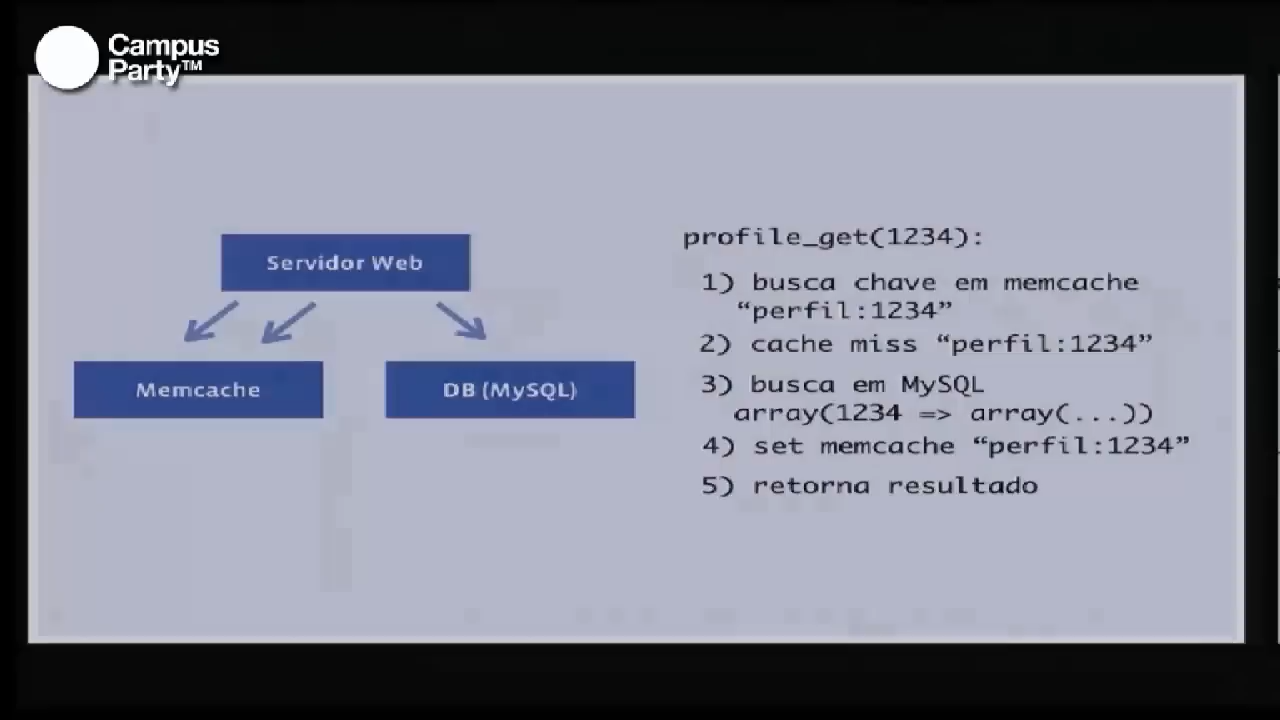 Campus
Party™
Servidor Web
Memcache
DB (MySQL)
profile_get(1234):
1) busca chave em memcache
“perfil:1234”
2) cache miss “perfil:1234”
3) busca em MySQL
array(1234 => array(...))
4) set memcache “perfil:1234”
5) retorna resultado